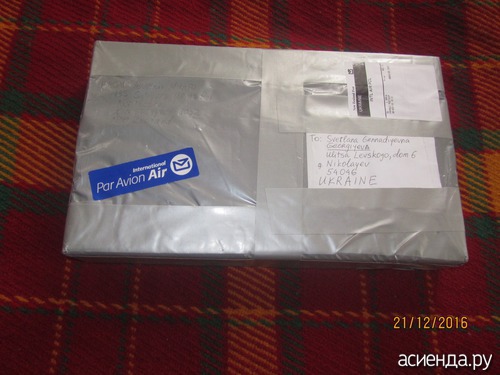 To: Svetlana Gennadiyevna
Georgiyeva
Ulitsa Levskogo, dom 6
Nikolayev
54046
UKRAINE
International
Par Avion Air
21/12/2016
асиенда.ру